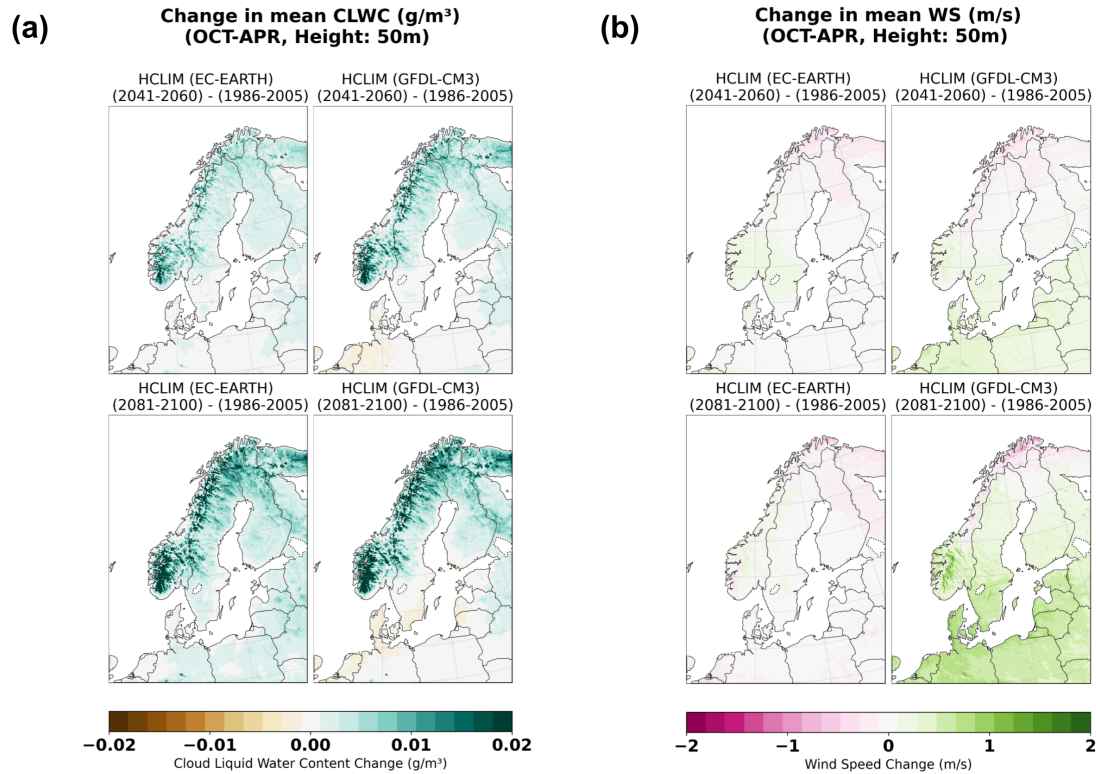 (a)
Change in mean CLWC (g/m³)
(OCT-APR, Height: 50m)
HCLIM (EC-EARTH)
(2041-2060) - (1986-2005)
HCLIM (GFDL-CM3)
(2041-2060) - (1986-2005)
HCLIM (EC-EARTH)
(2081-2100) - (1986-2005)
HCLIM (GFDL-CM3)
(2081-2100) - (1986-2005)
−0.02 −0.01 0.00 0.01 0.02
Cloud Liquid Water Content Change (g/m³)
(b)
Change in mean WS (m/s)
(OCT-APR, Height: 50m)
HCLIM (EC-EARTH)
(2041-2060) - (1986-2005)
HCLIM (GFDL-CM3)
(2041-2060) - (1986-2005)
HCLIM (EC-EARTH)
(2081-2100) - (1986-2005)
HCLIM (GFDL-CM3)
(2081-2100) - (1986-2005)
−2 −1 0 1 2
Wind Speed Change (m/s)